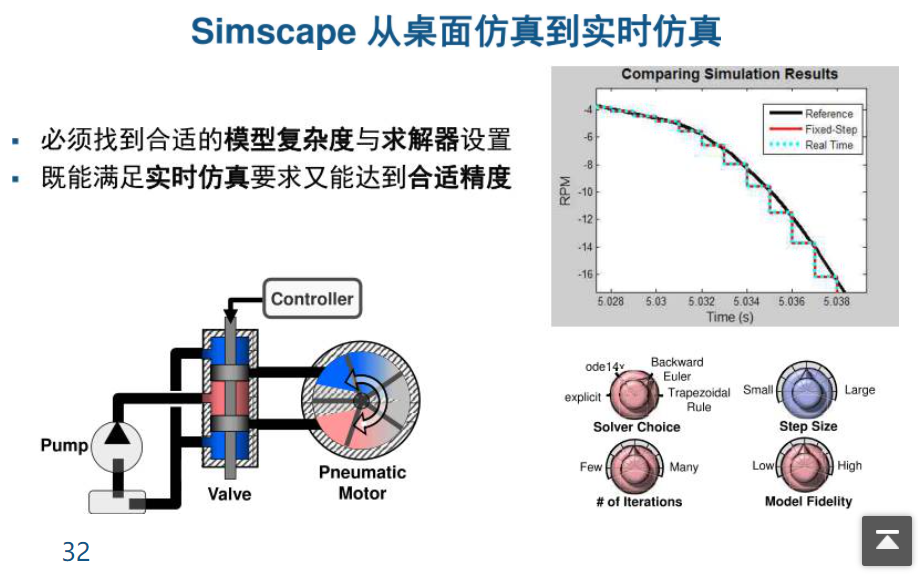 Simscape 从桌面仿真到实时仿真
▪ 必须找到合适的模型复杂度与求解器设置
▪ 既能满足实时仿真要求又能达到合适精度
Comparing Simulation Results
Reference
Fixed-Step
Real Time
RPM
-4
-6
-8
-10
-12
-14
-16
5.028 5.03 5.032 5.034 5.036 5.038
Time (s)
Controller
Pump
Valve
Pneumatic
Motor
ode14x
Backward
Euler
explicit
Trapezoidal
Rule
Solver Choice
Small
Large
Step Size
Few
Many
# of Iterations
Low
High
Model Fidelity
32